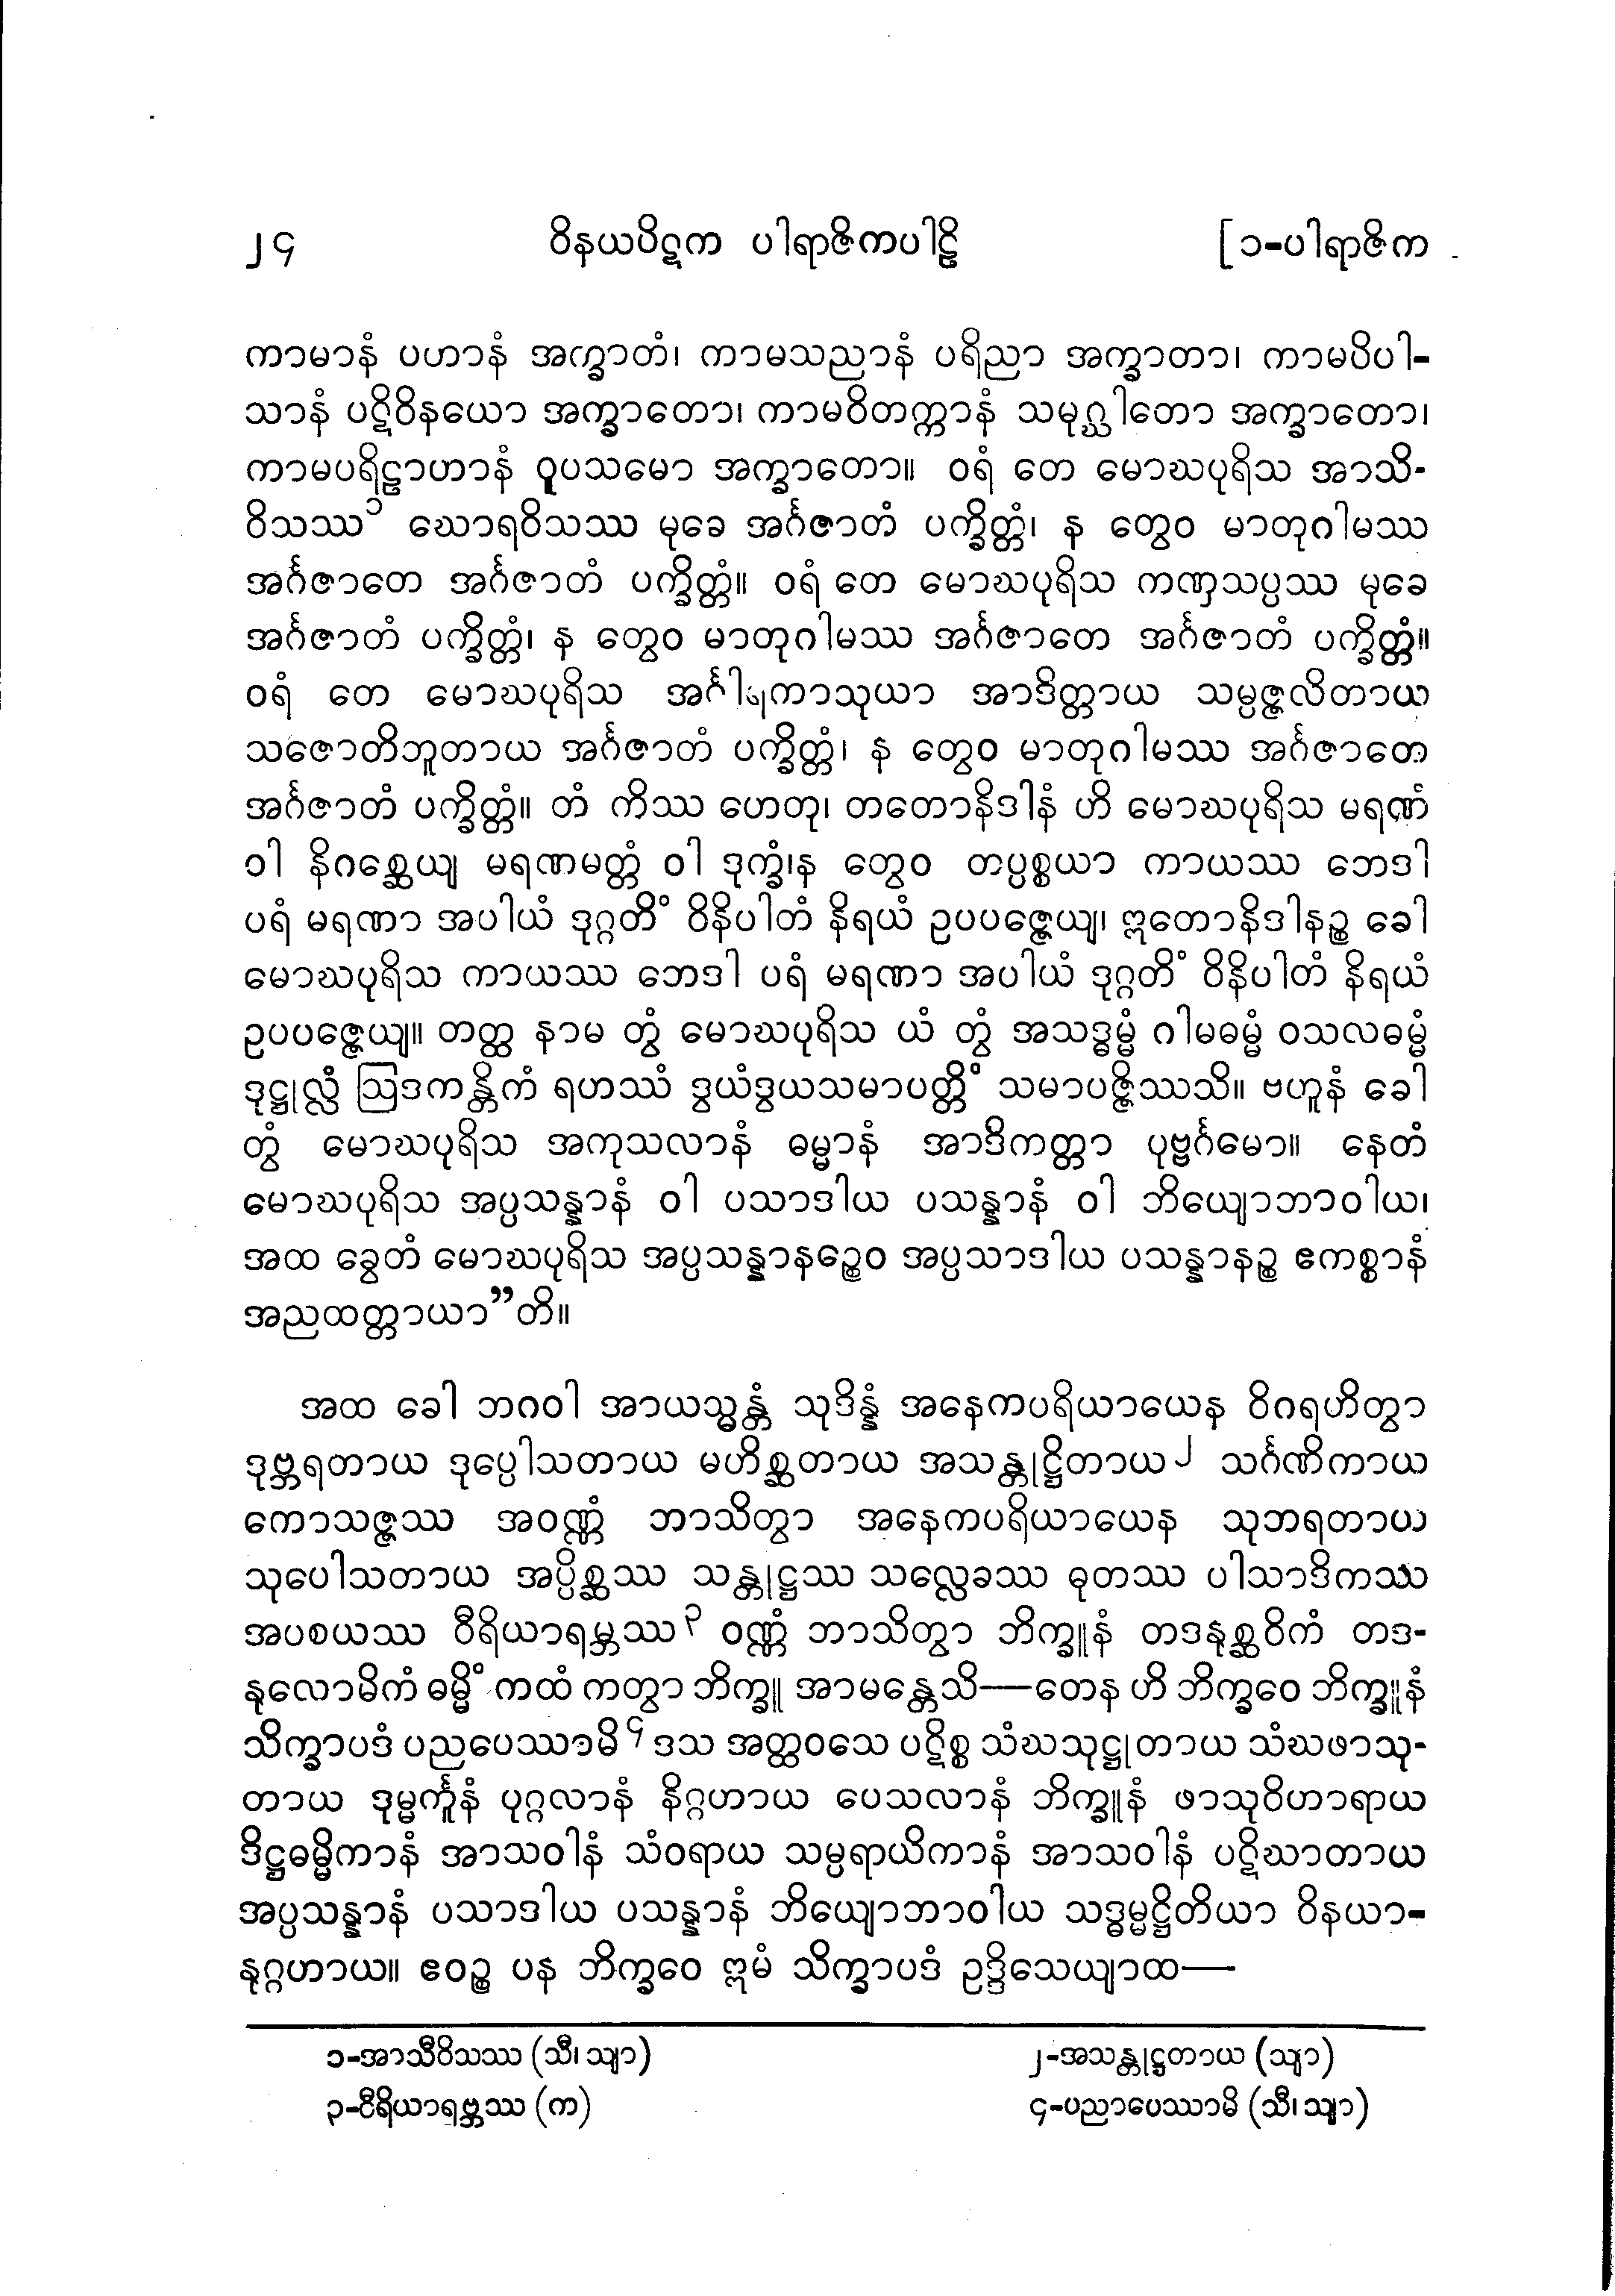 ၂၄ ဝိနယပိဋက ပါရာဇိကပါဠိ [၁-ပါရာဇိက
ကာမာနံ ပဟာနံ အက္ခာတံ၊ ကာမသညာနံ ပရိညာ အက္ခာတာ၊ ကာမပိပါ-
သာနံ ပဋိဝိနယော အက္ခာတော၊ ကာမဝိတက္ကာနံ သမုဂ္ဃါတော အက္ခာတော၊
ကာမပရိဠာဟာနံ ဝူပသမော အက္ခာတော။ ဝရံ တေ မောဃပုရိသ အာသိ-
ဝိသဿ၁ ဃောရဝိသဿ မုခေ အင်္ဂဇာတံ ပက္ခိတ္တံ၊ န တွေဝ မာတုဂါမဿ
အင်္ဂဇာတေ အင်္ဂဇာတံ ပက္ခိတ္တံ။ ဝရံ တေ မောဃပုရိသ ကဏှသပ္ပဿ မုခေ
အင်္ဂဇာတံ ပက္ခိတ္တံ၊ န တွေဝ မာတုဂါမဿ အင်္ဂဇာတေ အင်္ဂဇာတံ ပက္ခိတ္တံ။
ဝရံ တေ မောဃပုရိသ အင်္ဂါရကာသုယာ အာဒိတ္တာယ သမ္ပဇ္ဇလိတာယ
သဇောတိဘူတာယ အင်္ဂဇာတံ ပက္ခိတ္တံ၊ န တွေဝ မာတုဂါမဿ အင်္ဂဇာတေ
အင်္ဂဇာတံ ပက္ခိတ္တံ။ တံ ကိဿ ဟေတု၊ တတောနိဒါနံ ဟိ မောဃပုရိသ မရဏံ
ဝါ နိဂစ္ဆေယျ မရဏမတ္တံ ဝါ ဒုက္ခံ၊န တွေဝ တပ္ပစ္စယာ ကာယဿ ဘေဒါ
ပရံ မရဏာ အပါယံ ဒုဂ္ဂတိံ ဝိနိပါတံ နိရယံ ဥပပဇ္ဇေယျ၊ ဣတောနိဒါနဉ္စ ခေါ
မောဃပုရိသ ကာယဿ ဘေဒါ ပရံ မရဏာ အပါယံ ဒုဂ္ဂတိံ ဝိနိပါတံ နိရယံ
ဥပပဇ္ဇေယျ။ တတ္ထ နာမ တွံ မောဃပုရိသ ယံ တွံ အသဒ္ဓမ္မံ ဂါမဓမ္မံ ဝသလဓမ္မံ
ဒုဋ္ဌုလ္လံ ဩဒကန္တိကံ ရဟဿံ ဒွယံဒွယသမာပတ္တိံ သမာပဇ္ဇိဿသိ။ ဗဟူနံ ခေါ
တွံ မောဃပုရိသ အကုသလာနံ ဓမ္မာနံ အာဒိကတ္တာ ပုဗ္ဗင်္ဂမော။ နေတံ
မောဃပုရိသ အပ္ပသန္နာနံ ဝါ ပသာဒါယ ပသန္နာနံ ဝါ ဘိယျောဘာဝါယ၊
အထ ခွေတံ မောဃပုရိသ အပ္ပသန္နာနဉ္စေဝ အပ္ပသာဒါယ ပသန္နာနဉ္စ ဧကစ္စာနံ
အညထတ္တာယာ”တိ။
အထ ခေါ ဘဂဝါ အာယသ္မန္တံ သုဒိန္နံ အနေကပရိယာယေန ဝိဂရဟိတွာ
ဒုဗ္ဘရတာယ ဒုပ္ပေါသတာယ မဟိစ္ဆတာယ အသန္တုဋ္ဌိတာယ၂ သင်္ဂဏိကာယ
ကောသဇ္ဇဿ အဝဏ္ဏံ ဘာသိတွာ အနေကပရိယာယေန သုဘရတာယ
သုပေါသတာယ အပ္ပိစ္ဆဿ သန္တုဋ္ဌဿ သလ္လေခဿ ဓုတဿ ပါသာဒိကဿ
အပစယဿ ဝီရိယာရမ္ဘဿ၃ ဝဏ္ဏံ ဘာသိတွာ ဘိက္ခူနံ တဒနုစ္ဆဝိကံ တဒ-
နုလောမိကံ ဓမ္မိံ ကထံ ကတွာ ဘိက္ခူ အာမန္တေသိ—တေန ဟိ ဘိက္ခဝေ ဘိက္ခူနံ
သိက္ခာပဒံ ပညပေဿာမိ၄ ဒသ အတ္ထဝသေ ပဋိစ္စ သံဃသုဋ္ဌုတာယ သံဃဖာသု-
တာယ ဒုမ္မင်္ကူနံ ပုဂ္ဂလာနံ နိဂ္ဂဟာယ ပေသလာနံ ဘိက္ခူနံ ဖာသုဝိဟာရာယ
ဒိဋ္ဌဓမ္မိကာနံ အာသဝါနံ သံဝရာယ သမ္ပရာယိကာနံ အာသဝါနံ ပဋိဃာတာယ
အပ္ပသန္နာနံ ပသာဒါယ ပသန္နာနံ ဘိယျောဘာဝါယ သဒ္ဓမ္မဋ္ဌိတိယာ ဝိနယာ-
နုဂ္ဂဟာယ။ ဧဝဉ္စ ပန ဘိက္ခဝေ ဣမံ သိက္ခာပဒံ ဥဒ္ဒိသေယျာထ—
၁-အာသီဝိသဿ (သီ၊ သျာ) ၂-အသန္တုဋ္ဌတာယ (သျာ)
၃-ဝီရိယာရဗ္ဘဿ (က) ၄-ပညာပေဿာမိ (သီ၊ သျာ)